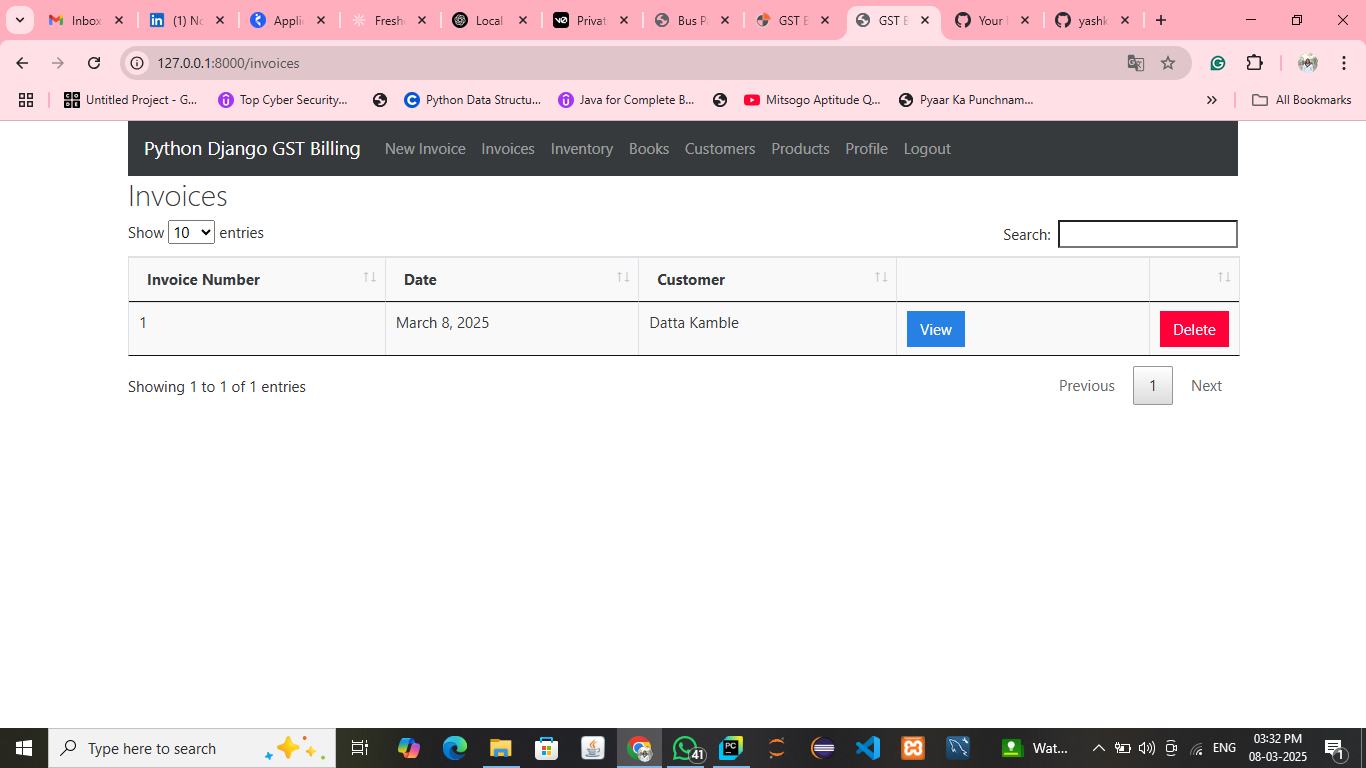 Inbox
(1) No
Applic
Fresh
Local
Privat
Bus P
GST B
GST B
Your
yashk
127.0.0.1:8000/invoices
Untitled Project - G...
Top Cyber Security...
Python Data Structu...
Java for Complete B...
Mitsogo Aptitude Q...
Pyaar Ka Punchnam...
All Bookmarks
Python Django GST Billing New Invoice Invoices Inventory Books Customers Products Profile Logout
Invoices
Show 10 entries Search:
Invoice Number Date Customer
1 March 8, 2025 Datta Kamble View Delete
Showing 1 to 1 of 1 entries Previous 1 Next
Type here to search 41 Wat... ENG 03:32 PM
08-03-2025 1